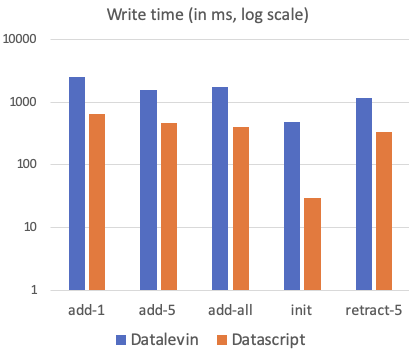 Write time (in ms, log scale)
10000
1000
100
10
1
add-1 add-5 add-all init retract-5
Datalevin Datascript